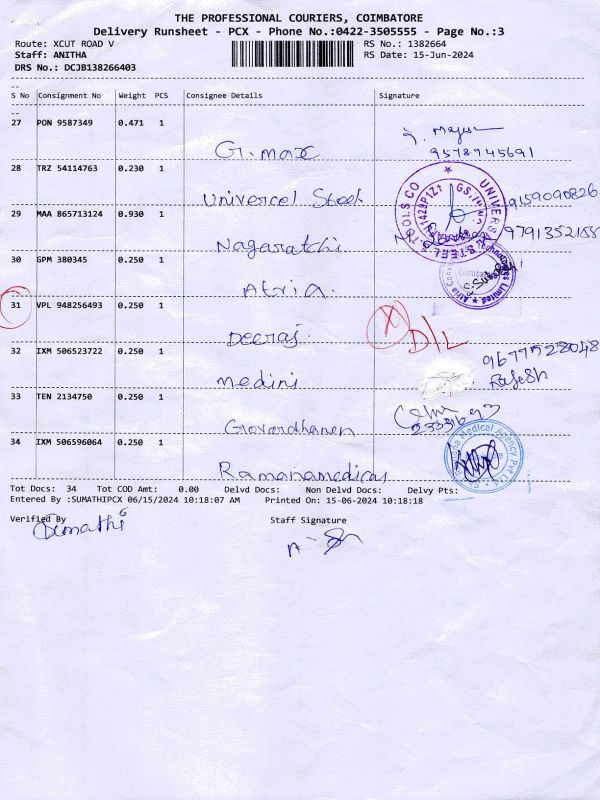 THE PROFESSIONAL COURIERS, COIMBATORE
Delivery Runsheet - PCX - Phone No.:0422-3505555 - Page No.:3
Route: XCUT ROAD V RS No.: 1382664
Staff: ANITHA RS Date: 15-Jun-2024
DRS No.: DCJB138266403
S No Consignment No Weight PCS Consignee Details Signature
27 PON 9587349 0.471 1
G.max 9578745691
28 TRZ 54114763 0.230 1
Univercel Steel 9159090826
29 MAA 865713124 0.930 1
Nagaratchi 9791352158
30 GPM 380345 0.250 1
Atria
31 VPL 948256493 0.250 1
Deeraj X D/L
32 IXM 506523722 0.250 1
medini 9677528048
Rajesh
33 TEN 2134750 0.250 1
Govardhanen
34 IXM 506596064 0.250 1
Ramanamedicas
Tot Docs: 34 Tot COD Amt: 0.00 Delvd Docs: Non Delvd Docs: Delvy Pts:
Entered By :SUMATHIPCX 06/15/2024 10:18:07 AM Printed On: 15-06-2024 10:18:18
Verified By Staff Signature
Sumathi